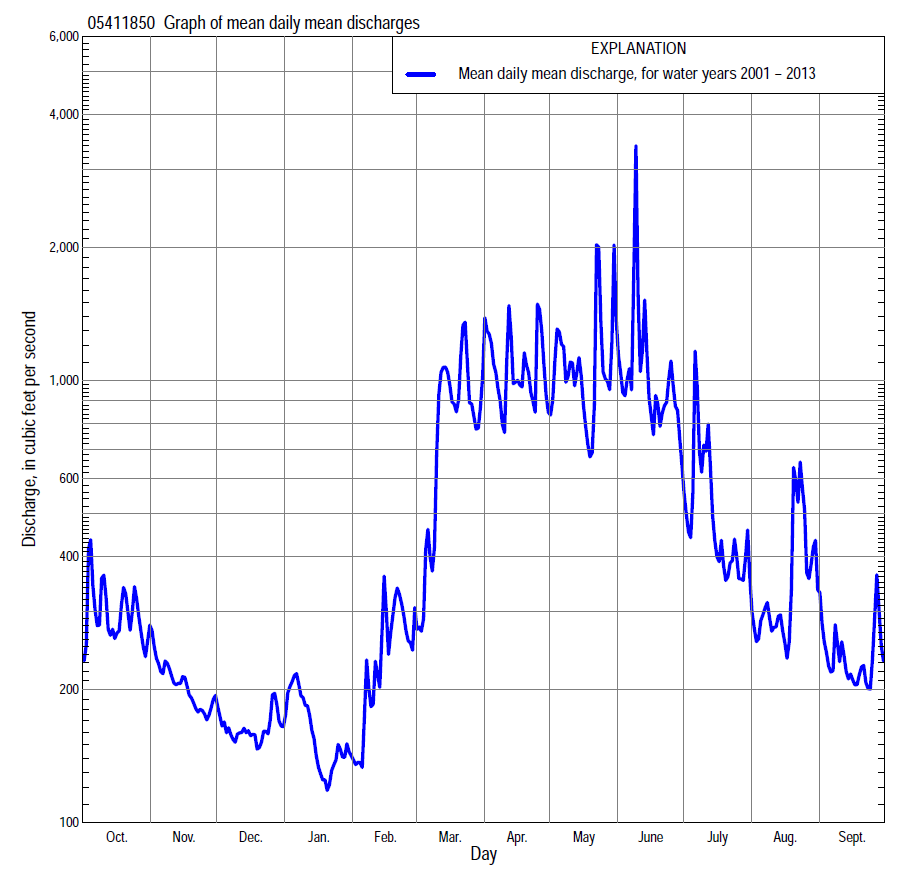 05411850 Graph of mean daily mean discharges
EXPLANATION
Mean daily mean discharge, for water years 2001 – 2013
6,000
4,000
2,000
1,000
600
400
200
100
Discharge, in cubic feet per second
Oct. Nov. Dec. Jan. Feb. Mar. Apr. May June July Aug. Sept.
Day